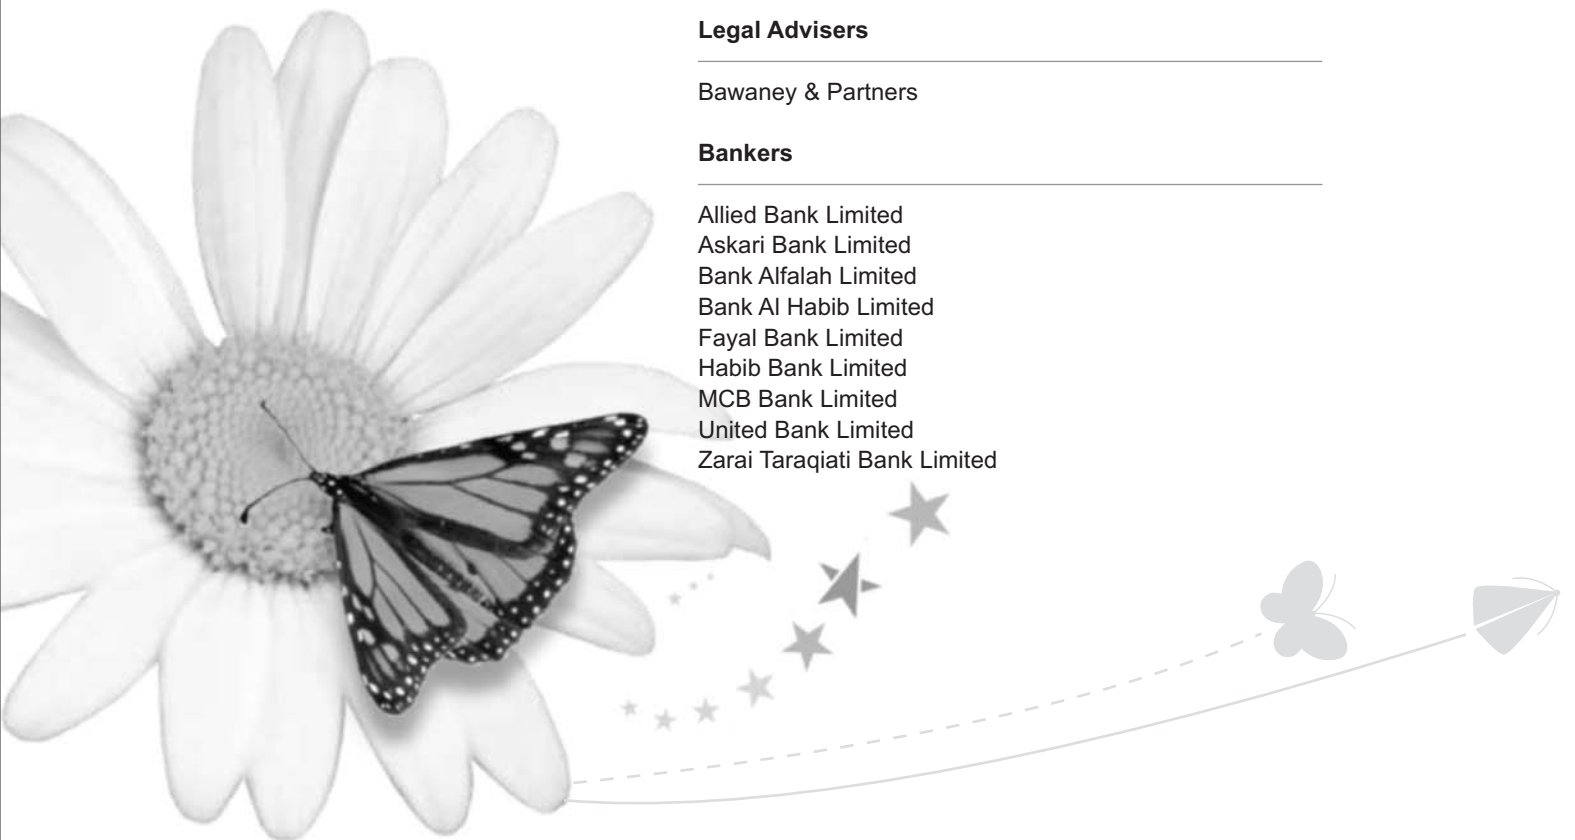 Legal Advisers
Bawaney & Partners
Bankers
Allied Bank Limited
Askari Bank Limited
Bank Alfalah Limited
Bank Al Habib Limited
Fayal Bank Limited
Habib Bank Limited
MCB Bank Limited
United Bank Limited
Zarai Taraqiati Bank Limited